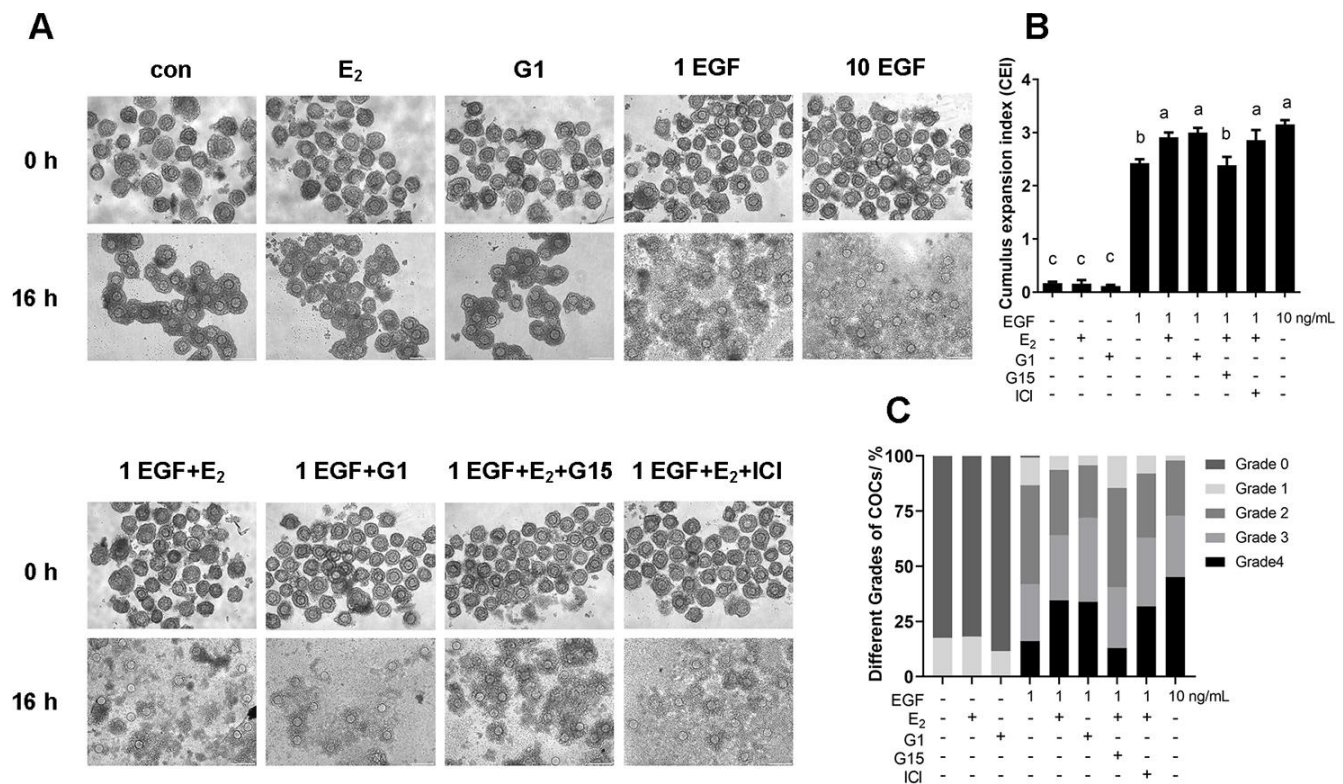 A
con E₂ G1 1 EGF 10 EGF
0 h
16 h
1 EGF+E₂ 1 EGF+G1 1 EGF+E₂+G15 1 EGF+E₂+ICI
0 h
16 h
B
Cumulus expansion index (CEI)
4
3
2
1
0
c c c b a a b a a
EGF - - - 1 1 1 1 1 10 ng/mL
E₂ - + - - + - + + -
G1 - - + - - + - - -
G15 - - - - - - + - -
ICI - - - - - - - + -
C
Different Grades of COCs/ %
100
75
50
25
0
Grade 0
Grade 1
Grade 2
Grade 3
Grade4
EGF - - - 1 1 1 1 1 10 ng/mL
E₂ - + - - + - + + -
G1 - - + - - + - - -
G15 - - - - - - + - -
ICI - - - - - - - + -